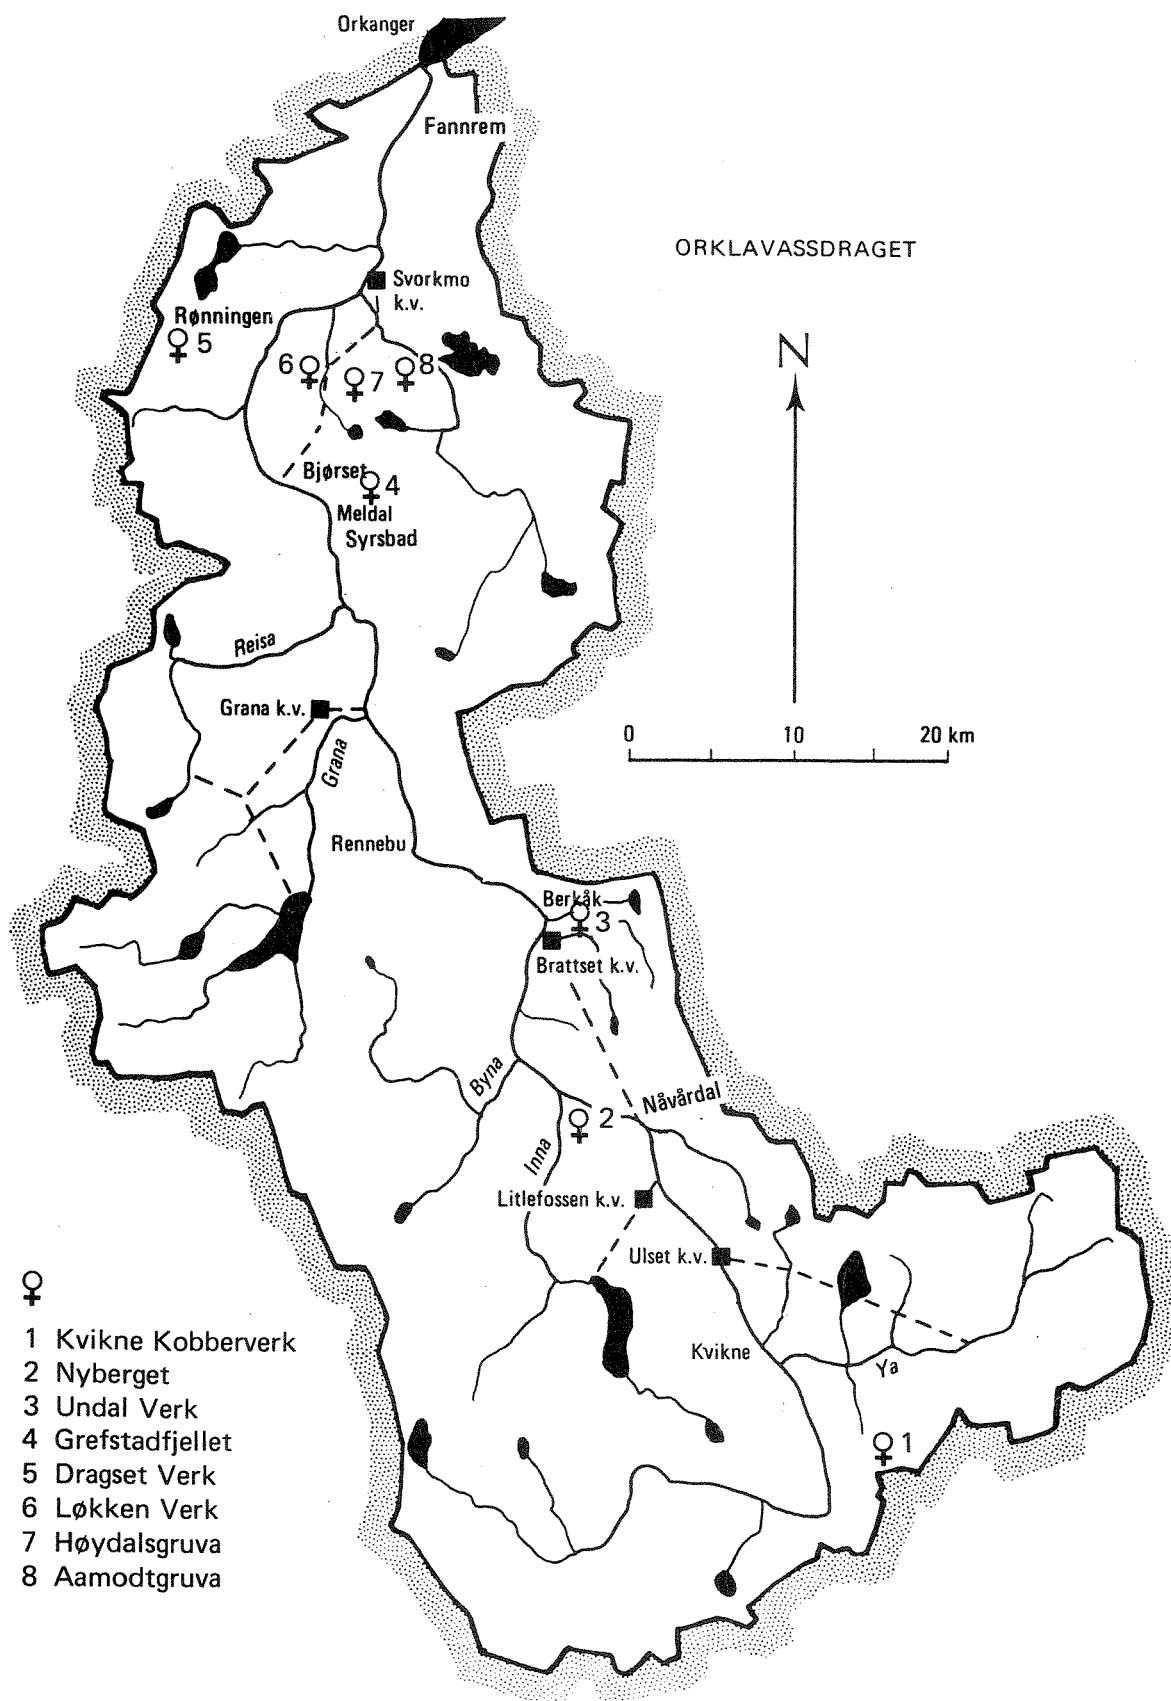 Orkanger
Fannrem
ORKLAVASSDRAGET
Svorkmo
k.v.
N
Rønningen
5
6
7
8
Bjørset
4
Meldal
Syrsbad
Reisa
Grana k.v.
0 10 20 km
Grana
Rennebu
Berkåk
3
Brattset k.v.
Byna
Nåvårdal
2
Inna
Litlefossen k.v.
Ulset k.v.
Kvikne
Ya
1
1 Kvikne Kobberverk
2 Nyberget
3 Undal Verk
4 Grefstadfjellet
5 Dragset Verk
6 Løkken Verk
7 Høydalsgruva
8 Aamodtgruva